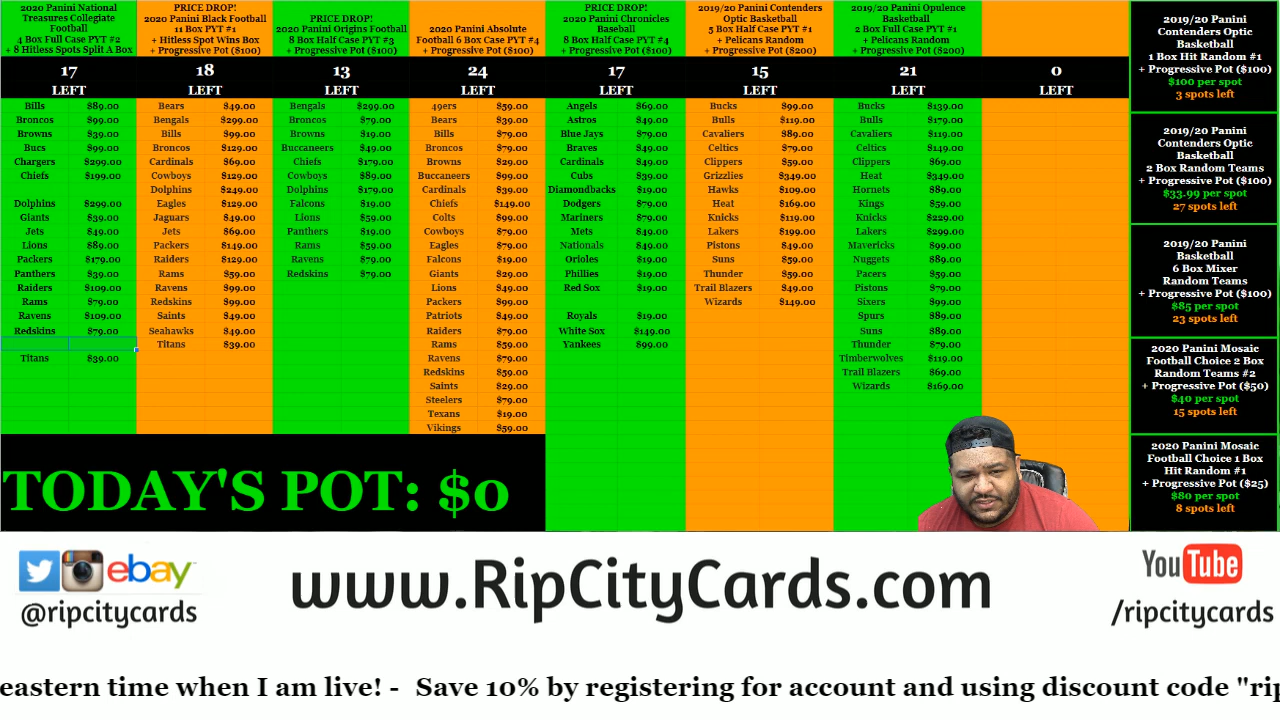 2020 Panini National
Treasures Collegiate
Football
4 Box Full Case PYT #2
+ 8 Hitless Spots Split A Box
17
LEFT
Bills $89.00
Broncos $99.00
Browns $39.00
Bucs $99.00
Chargers $299.00
Chiefs $199.00
Dolphins $299.00
Giants $39.00
Jets $49.00
Lions $89.00
Packers $179.00
Panthers $39.00
Raiders $109.00
Rams $79.00
Ravens $109.00
Redskins $79.00
Titans $39.00
PRICE DROP!
2020 Panini Black Football
11 Box PYT #1
+ Hitless Spot Wins Box
+ Progressive Pot ($100)
18
LEFT
Bears $49.00
Bengals $299.00
Bills $99.00
Broncos $129.00
Cardinals $69.00
Cowboys $129.00
Dolphins $249.00
Eagles $129.00
Jaguars $49.00
Jets $69.00
Packers $149.00
Raiders $129.00
Rams $59.00
Ravens $99.00
Redskins $99.00
Saints $49.00
Seahawks $49.00
Titans $39.00
PRICE DROP!
2020 Panini Origins Football
8 Box Half Case PYT #3
+ Progressive Pot ($100)
13
LEFT
Bengals $299.00
Broncos $79.00
Browns $19.00
Buccaneers $49.00
Chiefs $179.00
Cowboys $89.00
Dolphins $179.00
Falcons $19.00
Lions $59.00
Panthers $19.00
Rams $59.00
Ravens $79.00
Redskins $79.00
2020 Panini Absolute
Football 6 Box Case #4
+ Progressive Pot ($100)
24
LEFT
49ers $59.00
Bears $39.00
Bills $79.00
Broncos $79.00
Browns $29.00
Buccaneers $99.00
Cardinals $39.00
Chiefs $149.00
Colts $99.00
Cowboys $79.00
Eagles $79.00
Falcons $19.00
Giants $29.00
Lions $49.00
Packers $99.00
Patriots $49.00
Raiders $79.00
Rams $59.00
Ravens $79.00
Redskins $59.00
Saints $29.00
Steelers $79.00
Texans $19.00
Vikings $59.00
PRICE DROP!
2020 Panini Chronicles
Baseball
8 Box Half Case PYT #4
+ Progressive Pot ($100)
17
LEFT
Angels $69.00
Astros $49.00
Blue Jays $79.00
Braves $49.00
Cardinals $49.00
Cubs $39.00
Diamondbacks $19.00
Dodgers $79.00
Mariners $79.00
Mets $49.00
Nationals $49.00
Orioles $19.00
Phillies $19.00
Red Sox $19.00
Royals $19.00
White Sox $149.00
Yankees $99.00
2019/20 Panini Contenders
Optic Basketball
5 Box Half Case PYT #1
+ Pelicans Random
+ Progressive Pot ($200)
15
LEFT
Bucks $99.00
Bulls $119.00
Cavaliers $89.00
Celtics $79.00
Clippers $59.00
Grizzlies $349.00
Hawks $109.00
Heat $169.00
Knicks $119.00
Lakers $199.00
Pistons $49.00
Suns $59.00
Thunder $59.00
Trail Blazers $49.00
Wizards $149.00
2019/20 Panini Opulence
Basketball
2 Box Full Case PYT #1
+ Pelicans Random
+ Progressive Pot ($200)
21
LEFT
Bucks $139.00
Bulls $179.00
Cavaliers $119.00
Celtics $149.00
Clippers $69.00
Heat $349.00
Hornets $89.00
Kings $59.00
Knicks $229.00
Lakers $299.00
Mavericks $99.00
Nuggets $89.00
Pacers $59.00
Pistons $79.00
Sixers $99.00
Spurs $89.00
Suns $89.00
Thunder $79.00
Timberwolves $119.00
Trail Blazers $69.00
Wizards $169.00
0
LEFT
2019/20 Panini
Contenders Optic
Basketball
1 Box Hit Random #1
+ Progressive Pot ($100)
$100 per spot
3 spots left
2019/20 Panini
Contenders Optic
Basketball
2 Box Random Teams
+ Progressive Pot ($100)
$33.99 per spot
27 spots left
2019/20 Panini
Basketball
6 Box Mixer
Random Teams
+ Progressive Pot ($100)
$85 per spot
23 spots left
2020 Panini Mosaic
Football Choice 2 Box
Random Teams #2
+ Progressive Pot ($50)
$40 per spot
15 spots left
2020 Panini Mosaic
Football Choice 1 Box
Hit Random #1
+ Progressive Pot ($25)
$80 per spot
8 spots left
TODAY'S POT: $0
ebay
@ripcitycards
www.RipCityCards.com
YouTube
/ripcitycards
eastern time when I am live! - Save 10% by registering for account and using discount code "rip